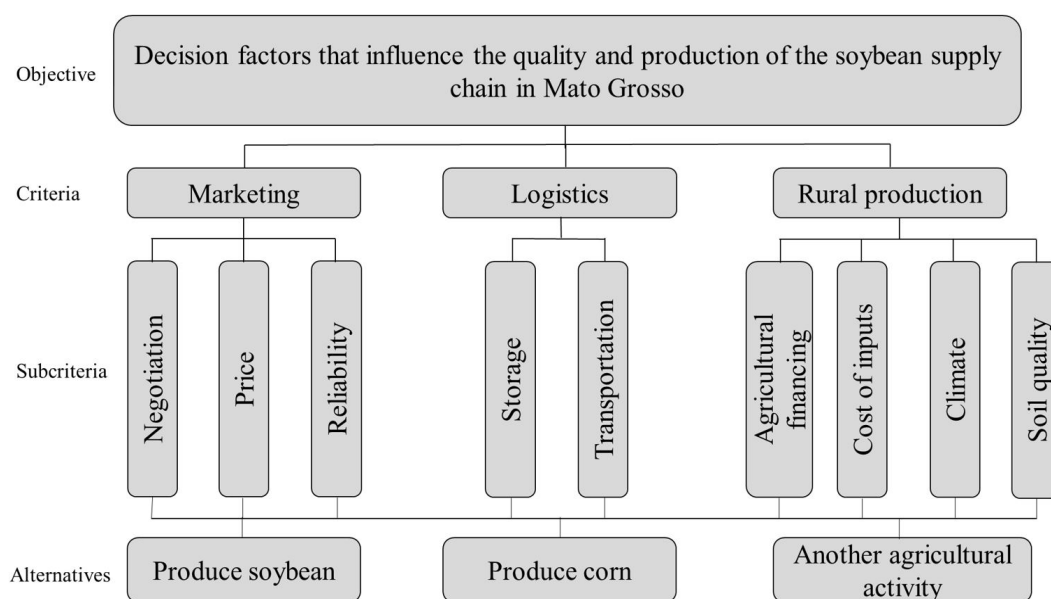 Objective
Decision factors that influence the quality and production of the soybean supply
chain in Mato Grosso
Criteria
Marketing
Logistics
Rural production
Subcriteria
Negotiation
Price
Reliability
Storage
Transportation
Agricultural
financing
Cost of inputs
Climate
Soil quality
Alternatives
Produce soybean
Produce corn
Another agricultural
activity